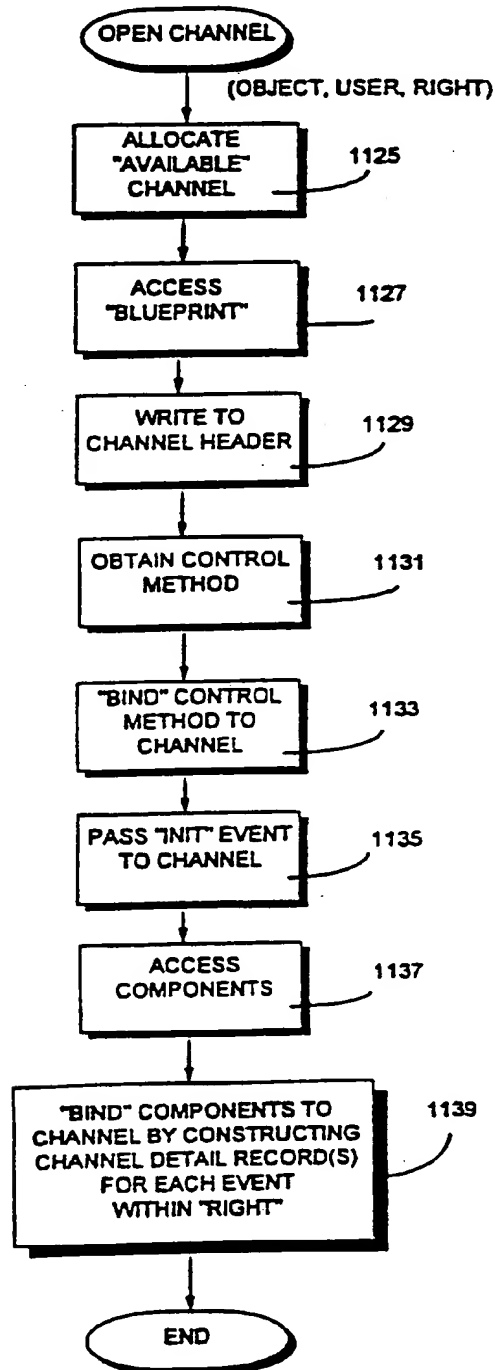 OPEN CHANNEL
(OBJECT, USER, RIGHT)
ALLOCATE
"AVAILABLE"
CHANNEL
1125
ACCESS
"BLUEPRINT"
1127
WRITE TO
CHANNEL HEADER
1129
OBTAIN CONTROL
METHOD
1131
"BIND" CONTROL
METHOD TO
CHANNEL
1133
PASS "INIT" EVENT
TO CHANNEL
1135
ACCESS
COMPONENTS
1137
"BIND" COMPONENTS TO
CHANNEL BY CONSTRUCTING
CHANNEL DETAIL RECORD(S)
FOR EACH EVENT
WITHIN "RIGHT"
1139
END